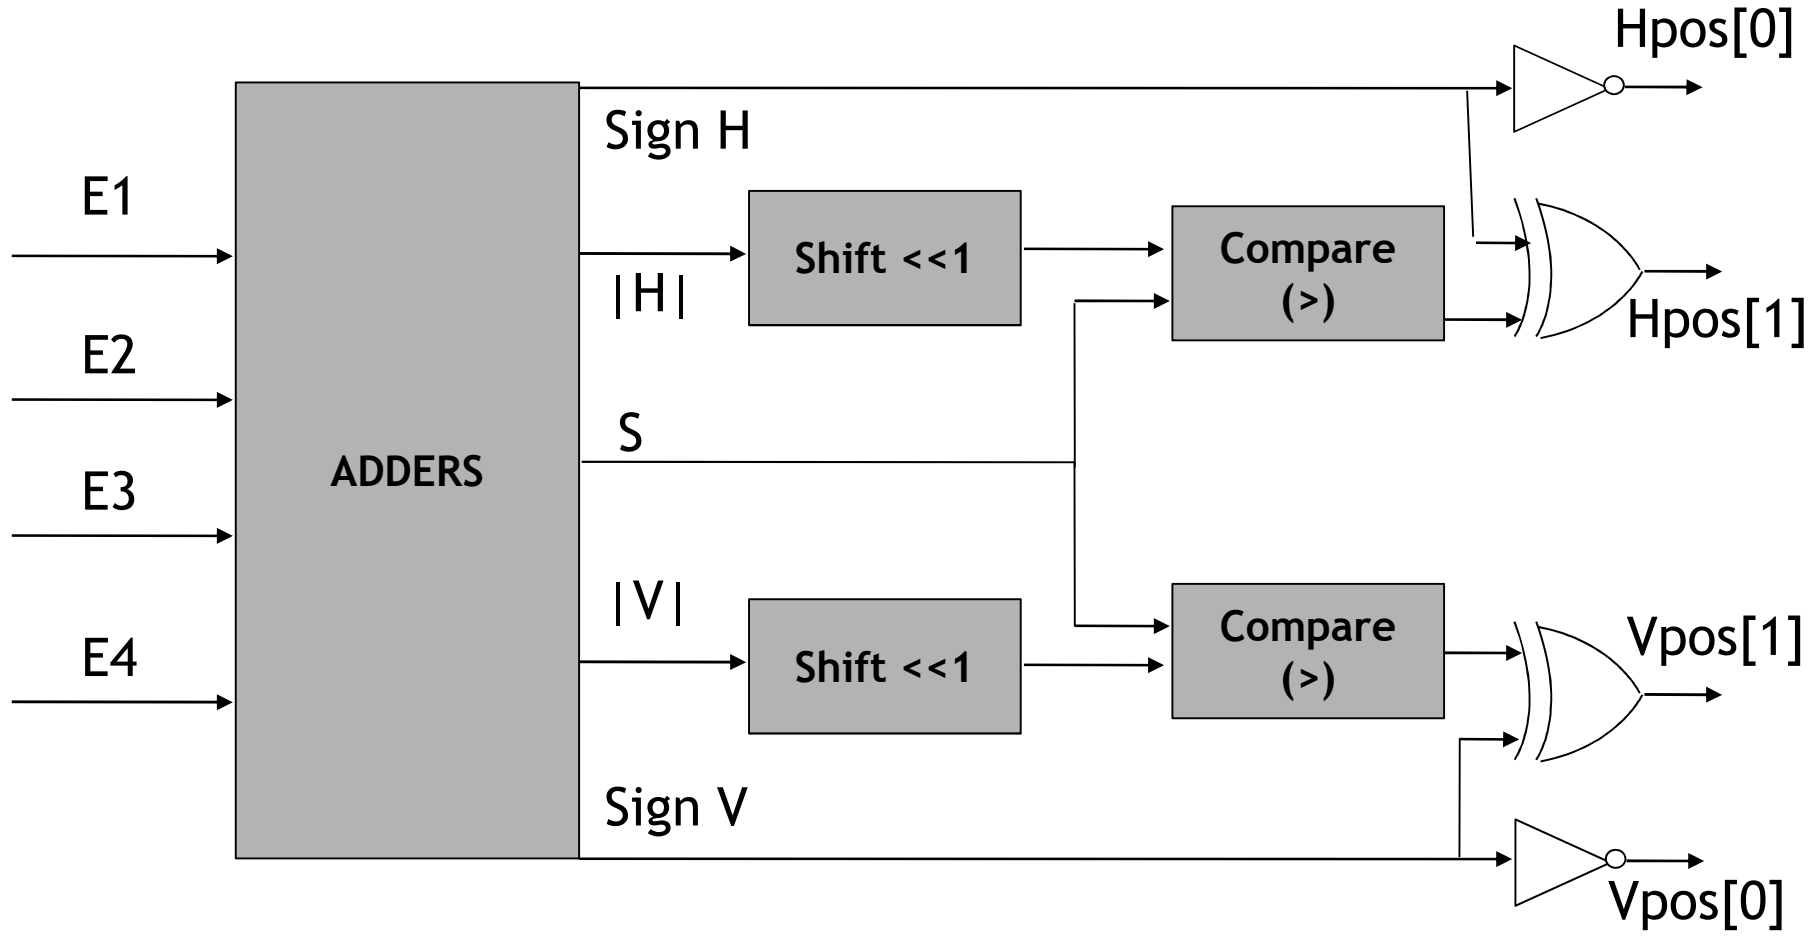 Hpos[0]
Sign H
E1
Shift <<1
Compare
(>)
|H|
Hpos[1]
E2
S
ADDERS
E3
|V|
Compare
(>)
Vpos[1]
E4
Shift <<1
Sign V
Vpos[0]